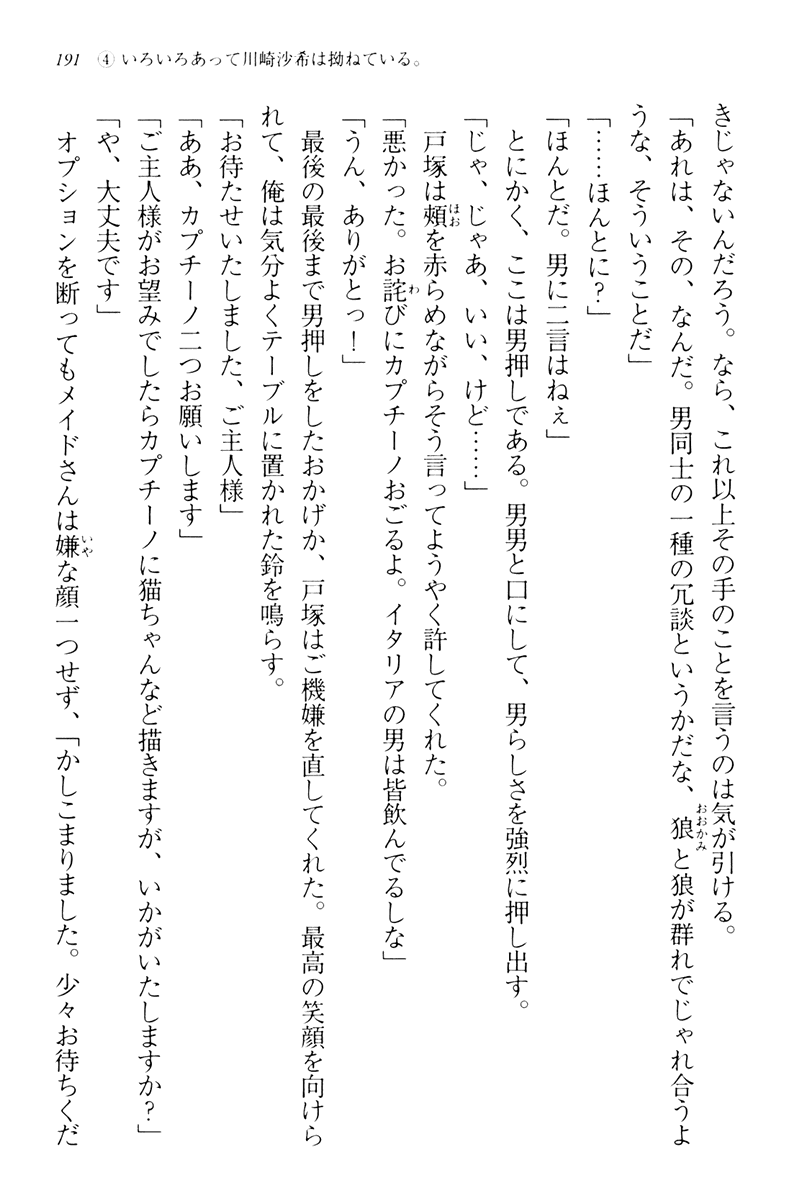 191 ④ いろいろあって川崎沙希は拗ねている。
きじゃないんだろう。なら、これ以上その手のことを言うのは気が引ける。
「あれは、その、なんだ。男同士の一種の冗談というかだな、狼と狼が群れでじゃれ合うよ
うな、そういうことだ」
「……ほんとに？」
「ほんとだ。男に二言はねぇ」
とにかく、ここは男押しである。男男と口にして、男らしさを強烈に押し出す。
「じゃ、じゃあ、いい、けど……」
戸塚は頬を赤らめながらそう言ってようやく許してくれた。
「悪かった。お詫びにカプチーノおごるよ。イタリアの男は皆飲んでるしな」
「うん、ありがとっ！」
最後の最後まで男押しをしたおかげか、戸塚はご機嫌を直してくれた。最高の笑顔を向けら
れて、俺は気分よくテーブルに置かれた鈴を鳴らす。
「お待たせいたしました、ご主人様」
「ああ、カプチーノ二つお願いします」
「ご主人様がお望みでしたらカプチーノに猫ちゃんなど描きますが、いかがいたしますか？」
「や、大丈夫です」
オプションを断ってもメイドさんは嫌な顔一つせず、「かしこまりました。少々お待ちくだ